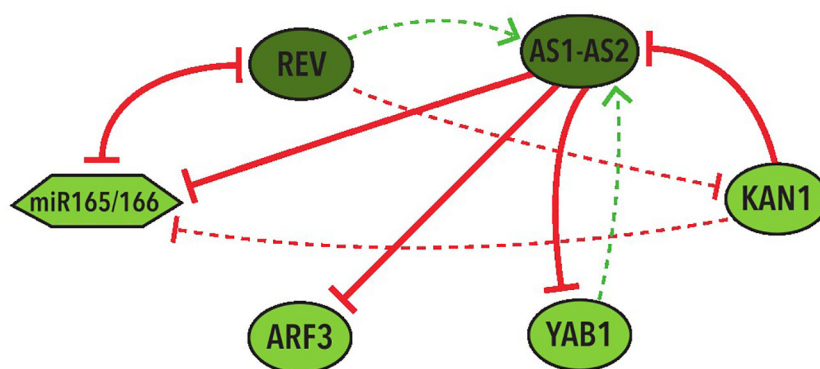 REV
AS1-AS2
miR165/166
KAN1
ARF3
YAB1